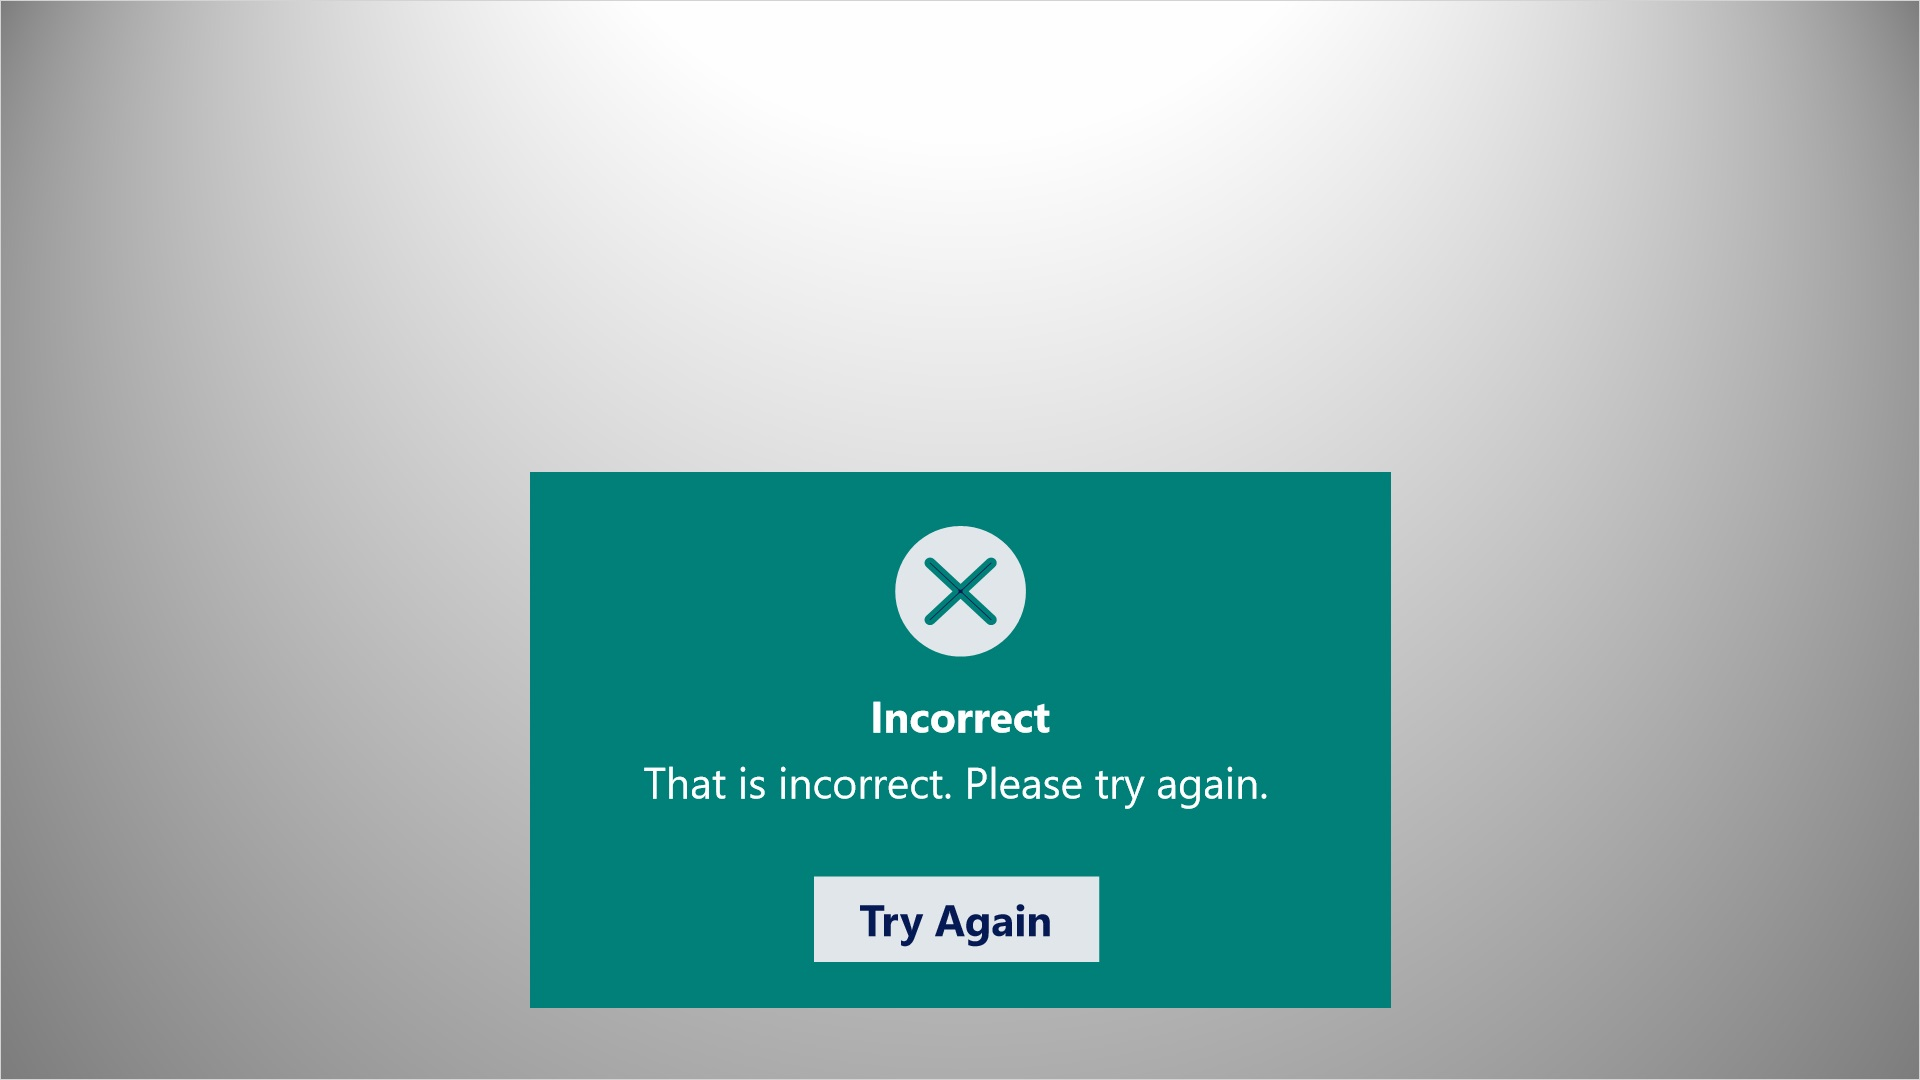 Incorrect
That is incorrect. Please try again.
Try Again